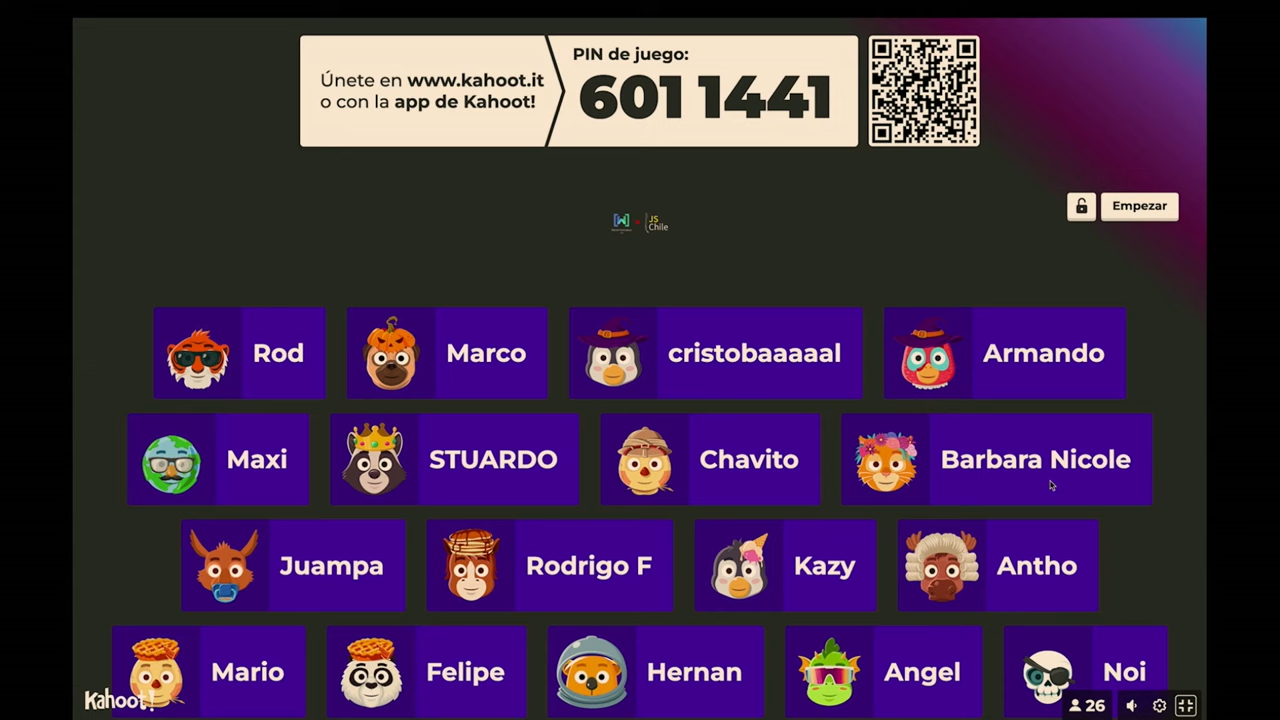 Únete en www.kahoot.it
o con la app de Kahoot!
PIN de juego:
601 1441
JS
Chile
Empezar
Rod
Marco
cristobaaaaal
Armando
Maxi
STUARDO
Chavito
Barbara Nicole
Juampa
Rodrigo F
Kazy
Antho
Mario
Felipe
Hernan
Angel
Noi
Kahoot!
26